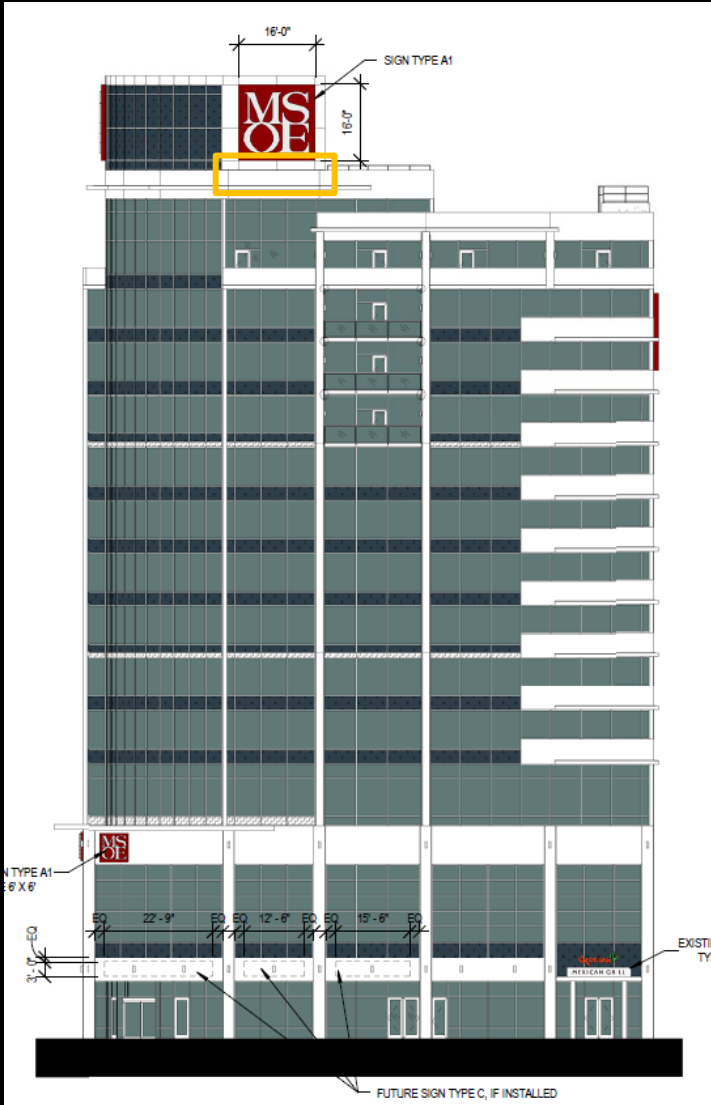 16'-0"
SIGN TYPE A1
MS
OE
16'-0"
MS
OE
N TYPE A1
6' X 6'
EQ
22' - 9"
EQ
EQ
12' - 6"
EQ
EQ
15' - 6"
EQ
EQ
3' - 0"
EXISTI
TY
MEXICAN GRILL
FUTURE SIGN TYPE C, IF INSTALLED